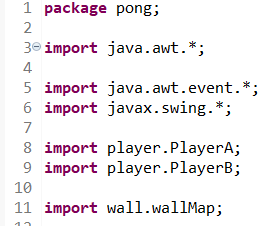 1 package pong;
2
3 import java.awt.*;
4
5 import java.awt.event.*;
6 import javax.swing.*;
7
8 import player.PlayerA;
9 import player.PlayerB;
10
11 import wall.wallMap;